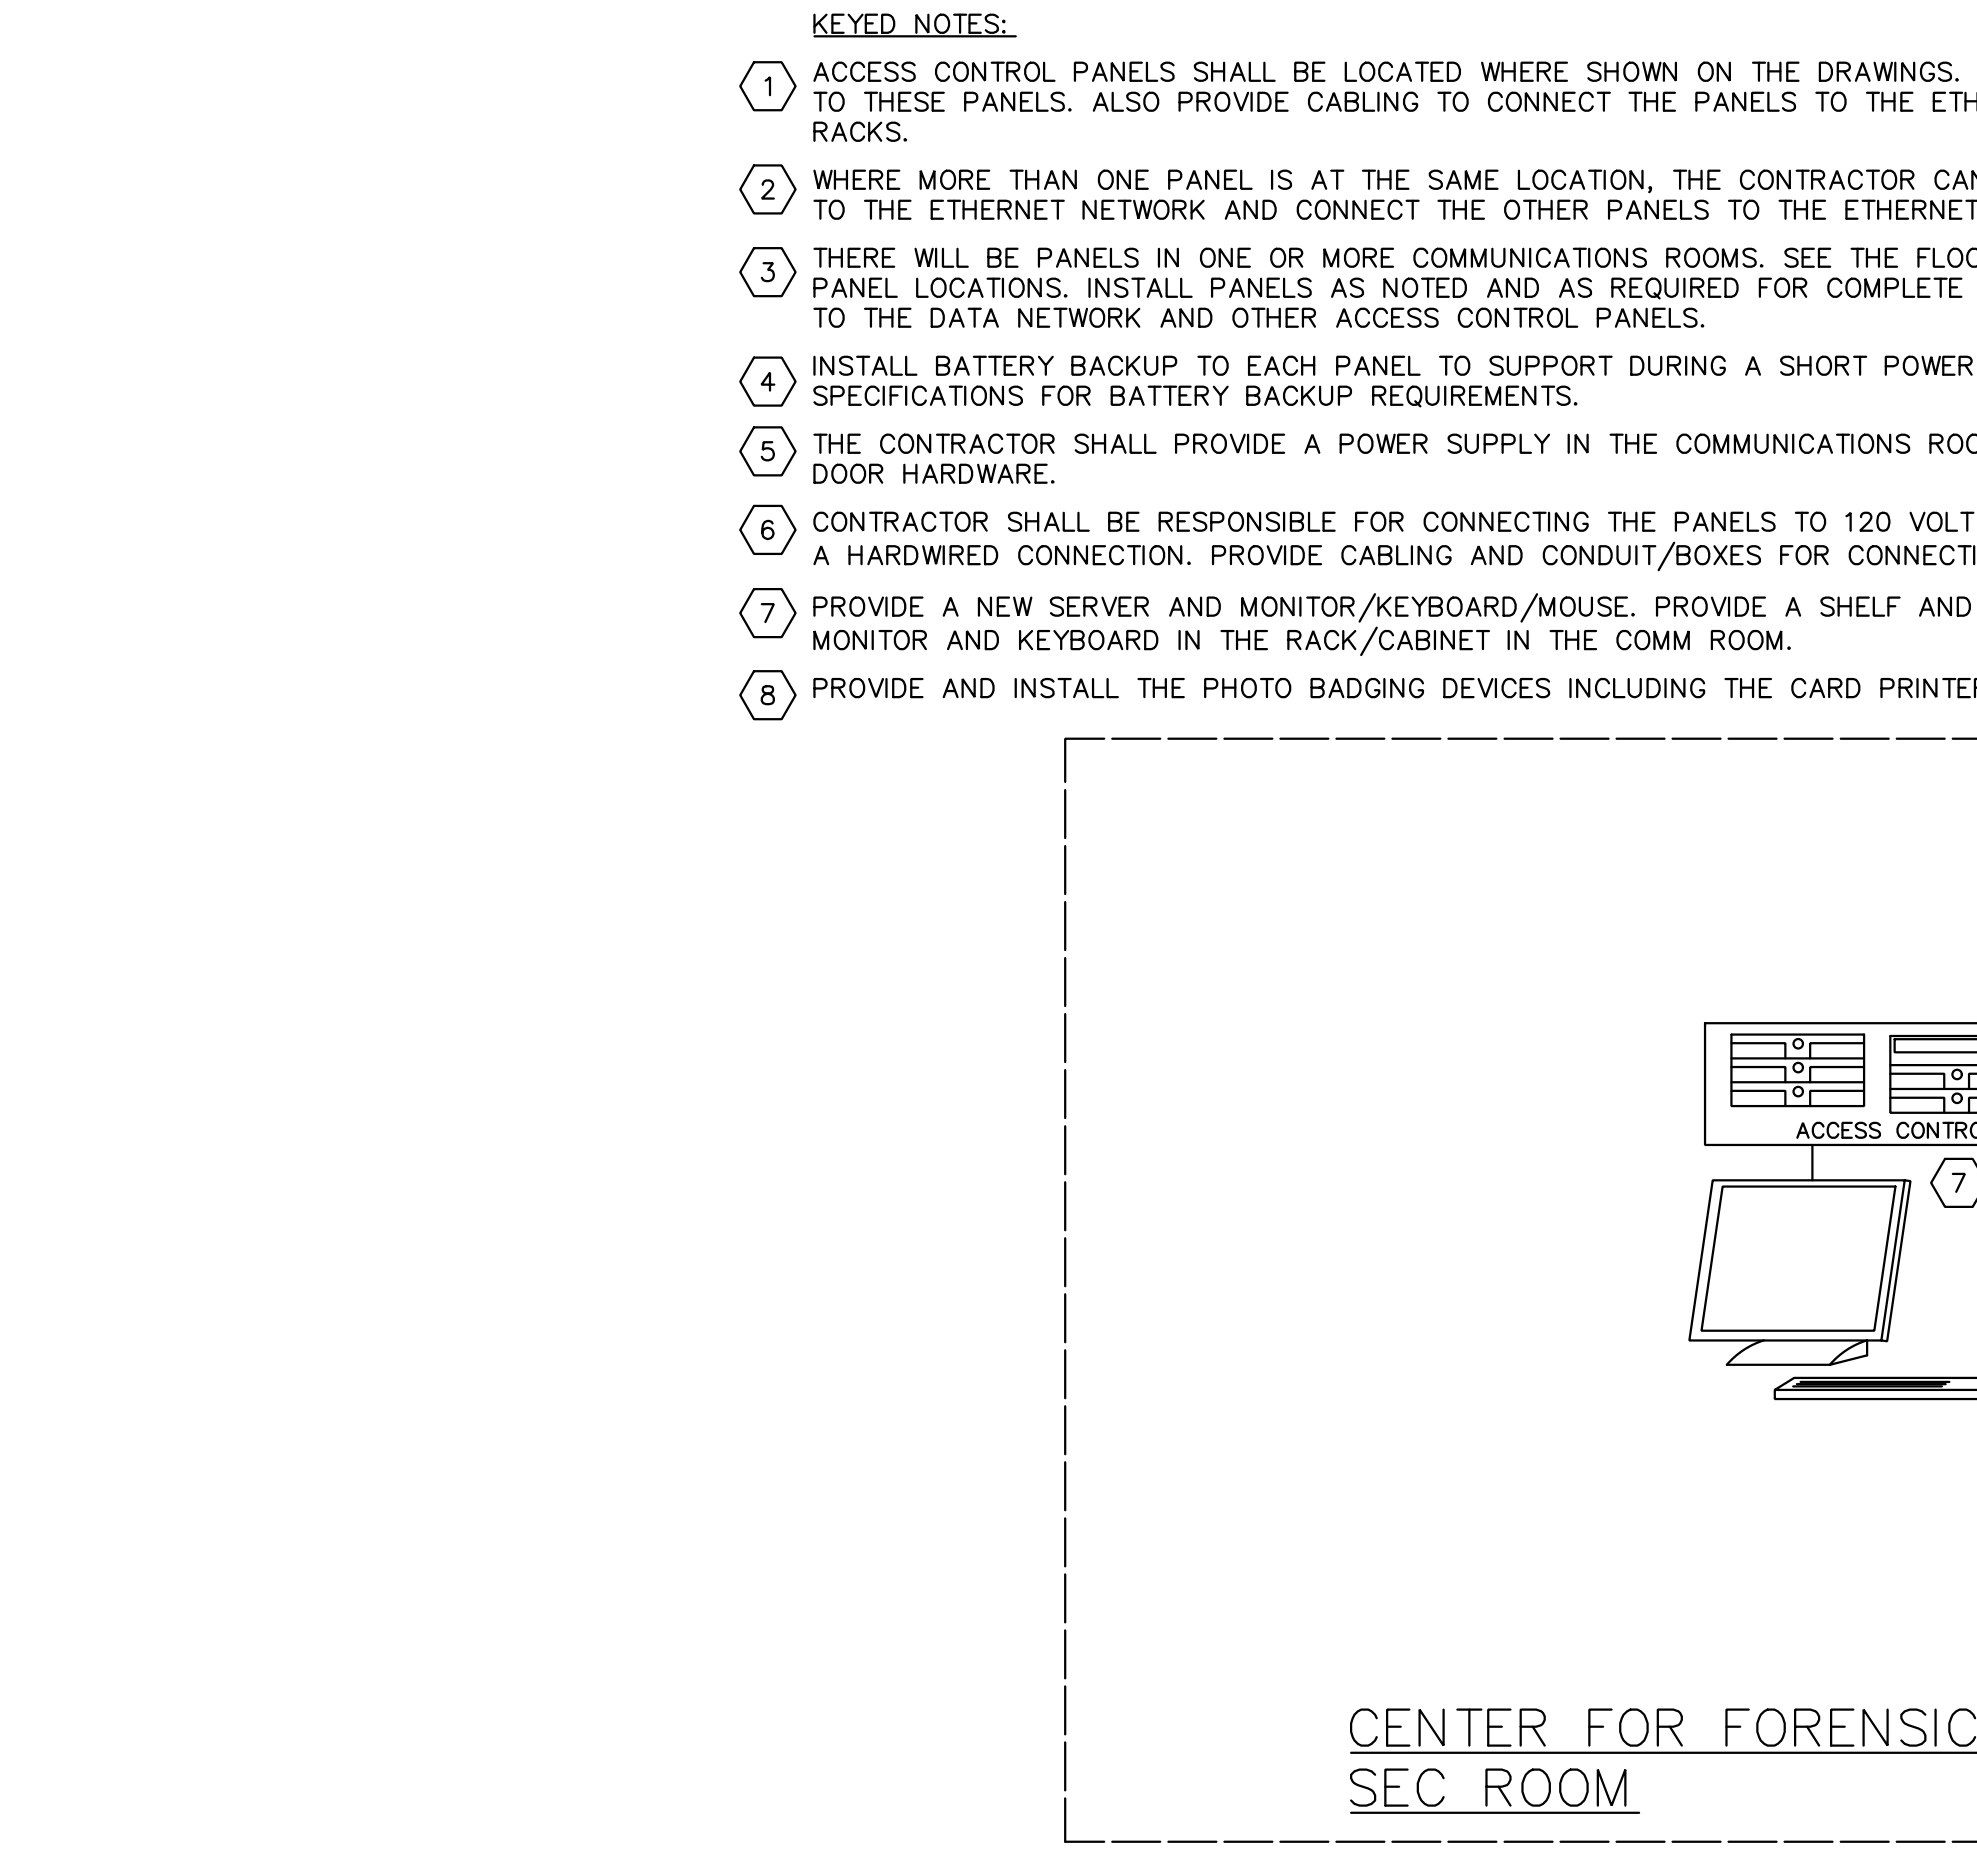 KEYED NOTES:
1 ACCESS CONTROL PANELS SHALL BE LOCATED WHERE SHOWN ON THE DRAWINGS.
TO THESE PANELS. ALSO PROVIDE CABLING TO CONNECT THE PANELS TO THE
RACKS.
2 WHERE MORE THAN ONE PANEL IS AT THE SAME LOCATION, THE CONTRACTOR
TO THE ETHERNET NETWORK AND CONNECT THE OTHER PANELS TO THE ETHERNET
3 THERE WILL BE PANELS IN ONE OR MORE COMMUNICATIONS ROOMS. SEE THE
PANEL LOCATIONS. INSTALL PANELS AS NOTED AND AS REQUIRED FOR COMPLETE
TO THE DATA NETWORK AND OTHER ACCESS CONTROL PANELS.
4 INSTALL BATTERY BACKUP TO EACH PANEL TO SUPPORT DURING A SHORT POWER
SPECIFICATIONS FOR BATTERY BACKUP REQUIREMENTS.
5 THE CONTRACTOR SHALL PROVIDE A POWER SUPPLY IN THE COMMUNICATIONS
DOOR HARDWARE.
6 CONTRACTOR SHALL BE RESPONSIBLE FOR CONNECTING THE PANELS TO 120 VOLT
A HARDWIRED CONNECTION. PROVIDE CABLING AND CONDUIT/BOXES FOR
7 PROVIDE A NEW SERVER AND MONITOR/KEYBOARD/MOUSE. PROVIDE A SHELF AND
MONITOR AND KEYBOARD IN THE RACK/CABINET IN THE COMM ROOM.
8 PROVIDE AND INSTALL THE PHOTO BADGING DEVICES INCLUDING THE CARD
ACCESS
7
CENTER FOR
SEC ROOM